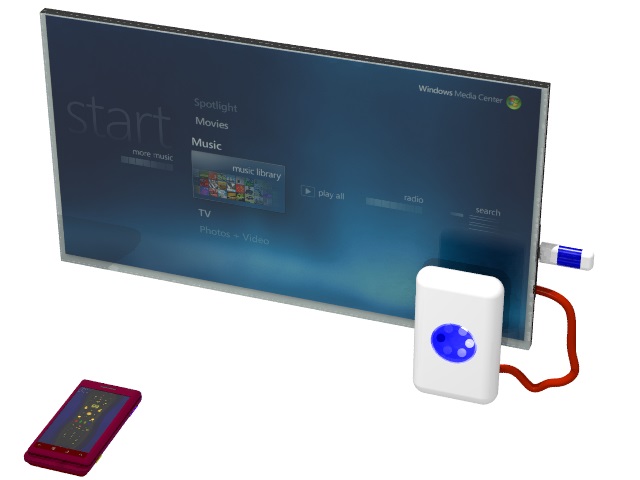 Windows Media Center
start
Spotlight
Movies
Music
more music
music library
play all
radio
search
TV
Photos + Video